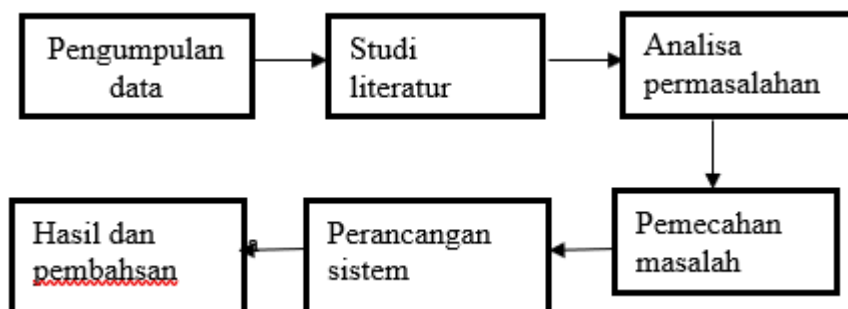 Pengumpulan
data
Studi
literatur
Analisa
permasalahan
Pemecahan
masalah
Perancangan
sistem
Hasil dan
pembahsan